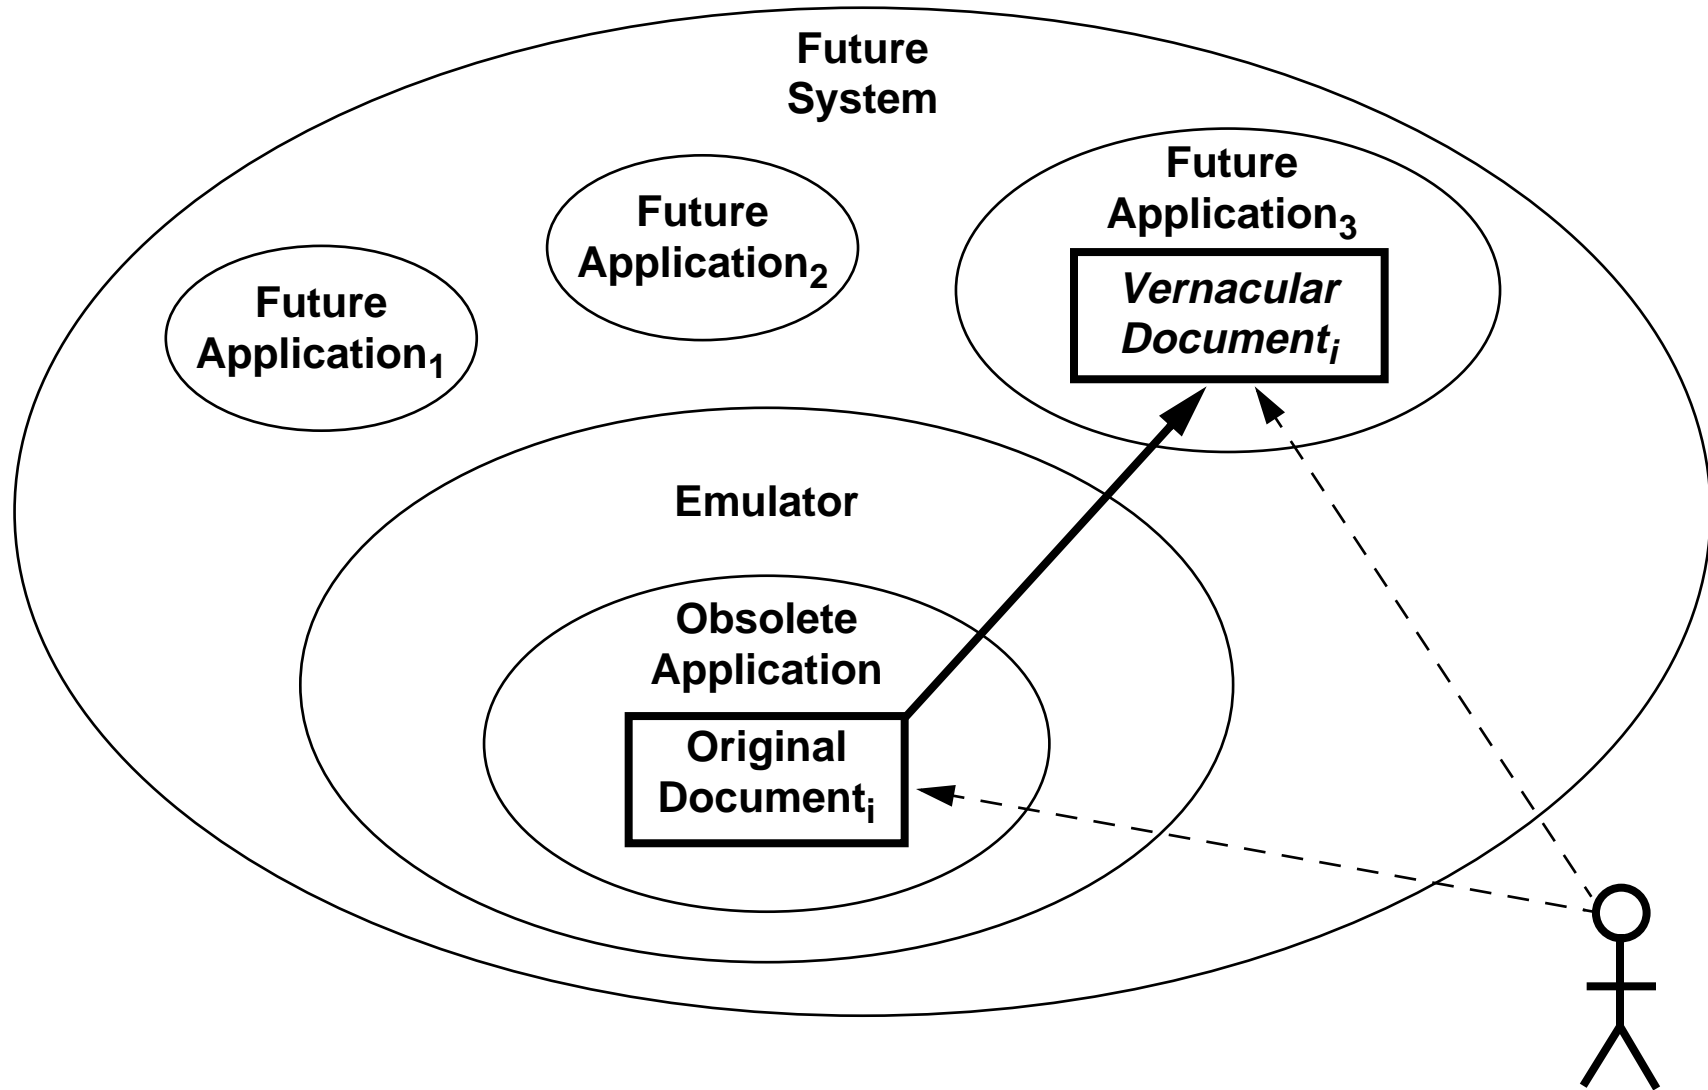 Future
System
Future
Application₁
Future
Application₂
Future
Application₃
Vernacular
Documentᵢ
Emulator
Obsolete
Application
Original
Documentᵢ